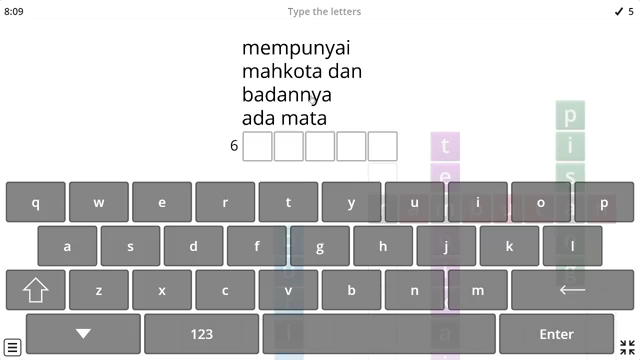 8:09 Type the letters ✓ 5
mempunyai
mahkota dan
badannya
ada mata
6
t
p
e
i
s
q w e r t y u i o p
a s d f g h j k l
z x c v b n m
123 Enter